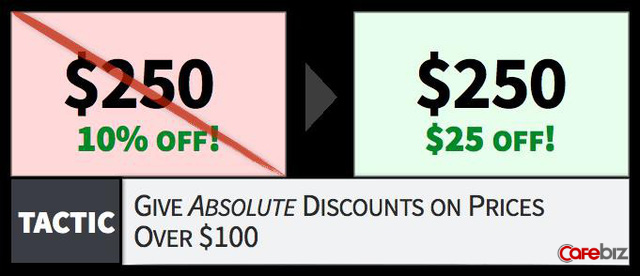 $250
10% OFF!
$250
$25 OFF!
TACTIC
GIVE ABSOLUTE DISCOUNTS ON PRICES
OVER $100
Cafebiz